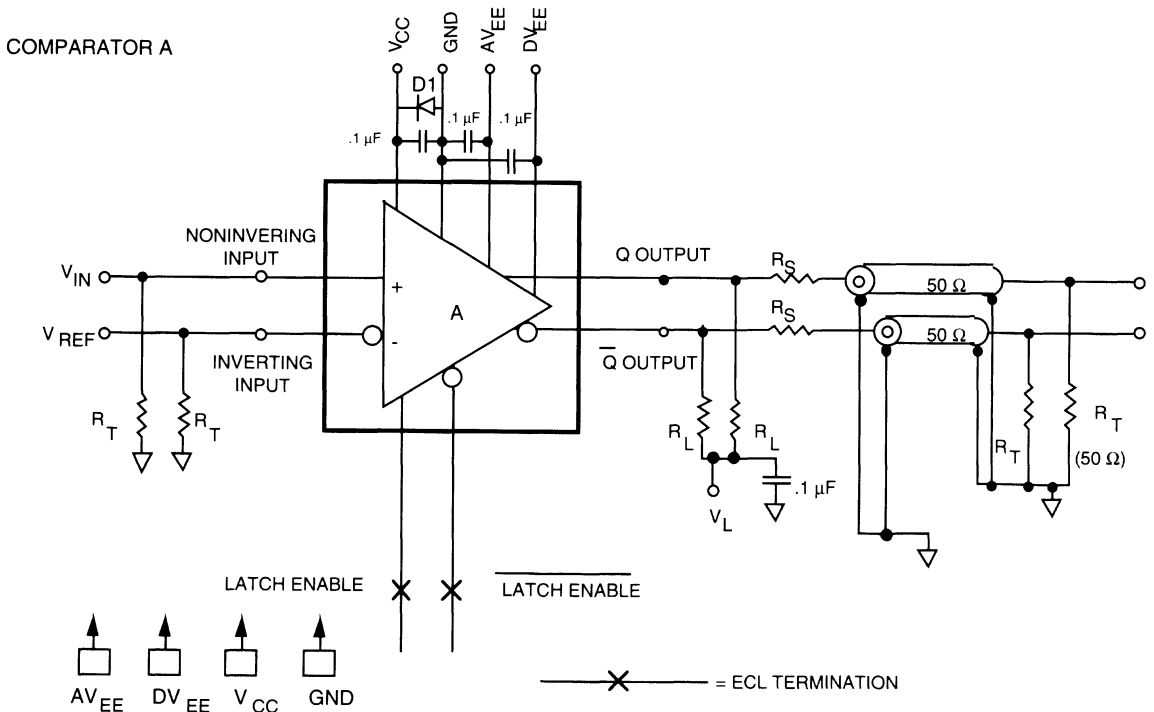 COMPARATOR A
V_CC
GND
AV_EE
DV_EE
D1
.1 μF
.1 μF
.1 μF
NONINVERING
INPUT
V_IN
+
A
Q OUTPUT
R_S
50 Ω
V_REF
-
INVERTING
INPUT
R_S
50 Ω
Q̅ OUTPUT
R_T
R_T
R_L
R_L
R_T
R_T
(50 Ω)
.1 μF
V_L
LATCH ENABLE
L̅A̅T̅C̅H̅ ̅E̅N̅A̅B̅L̅E̅
AV_EE
DV_EE
V_CC
GND
= ECL TERMINATION